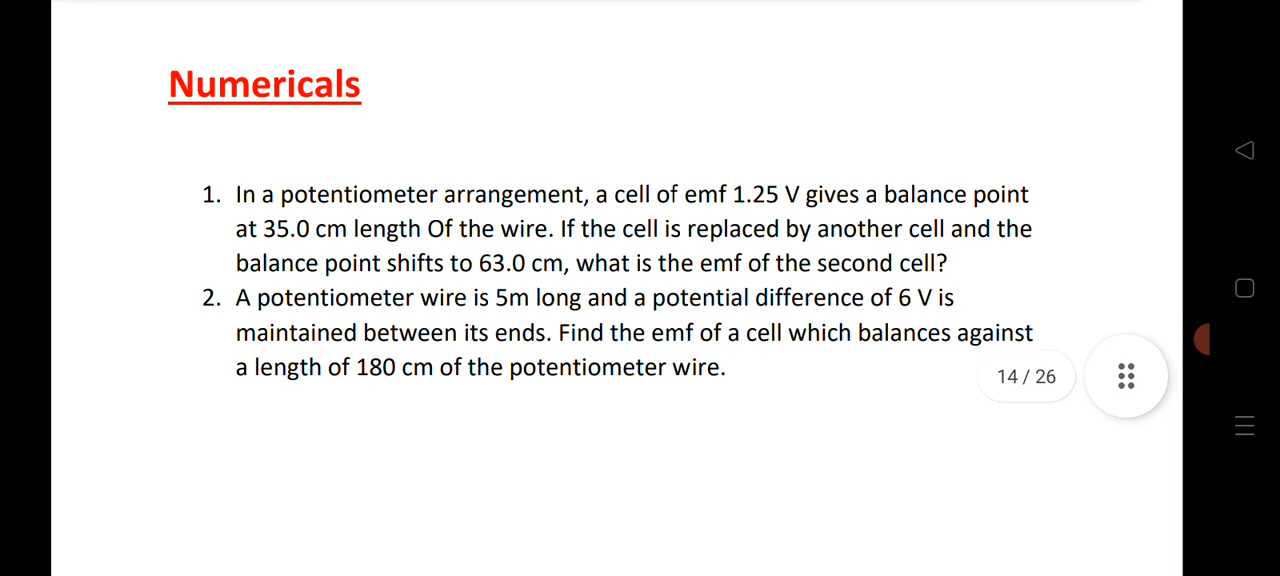 Numericals
1. In a potentiometer arrangement, a cell of emf 1.25 V gives a balance point
at 35.0 cm length Of the wire. If the cell is replaced by another cell and the
balance point shifts to 63.0 cm, what is the emf of the second cell?
2. A potentiometer wire is 5m long and a potential difference of 6 V is
maintained between its ends. Find the emf of a cell which balances against
a length of 180 cm of the potentiometer wire.
14 / 26